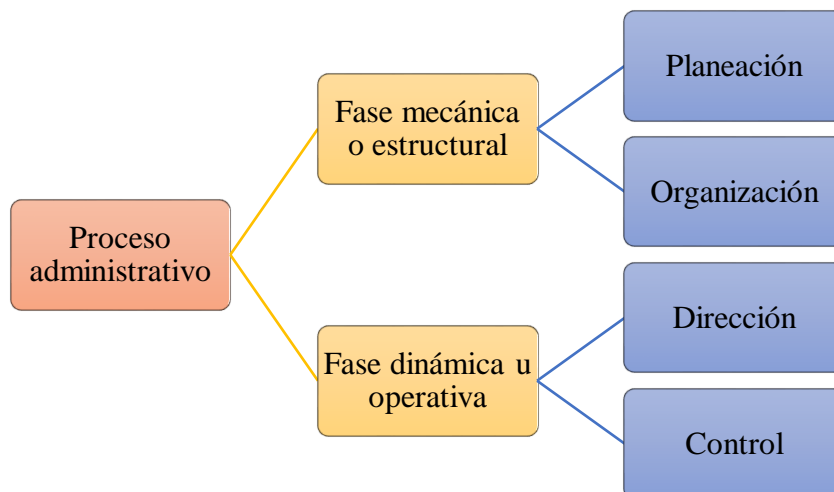 Proceso
administrativo
Fase mecánica
o estructural
Planeación
Organización
Fase dinámica u
operativa
Dirección
Control